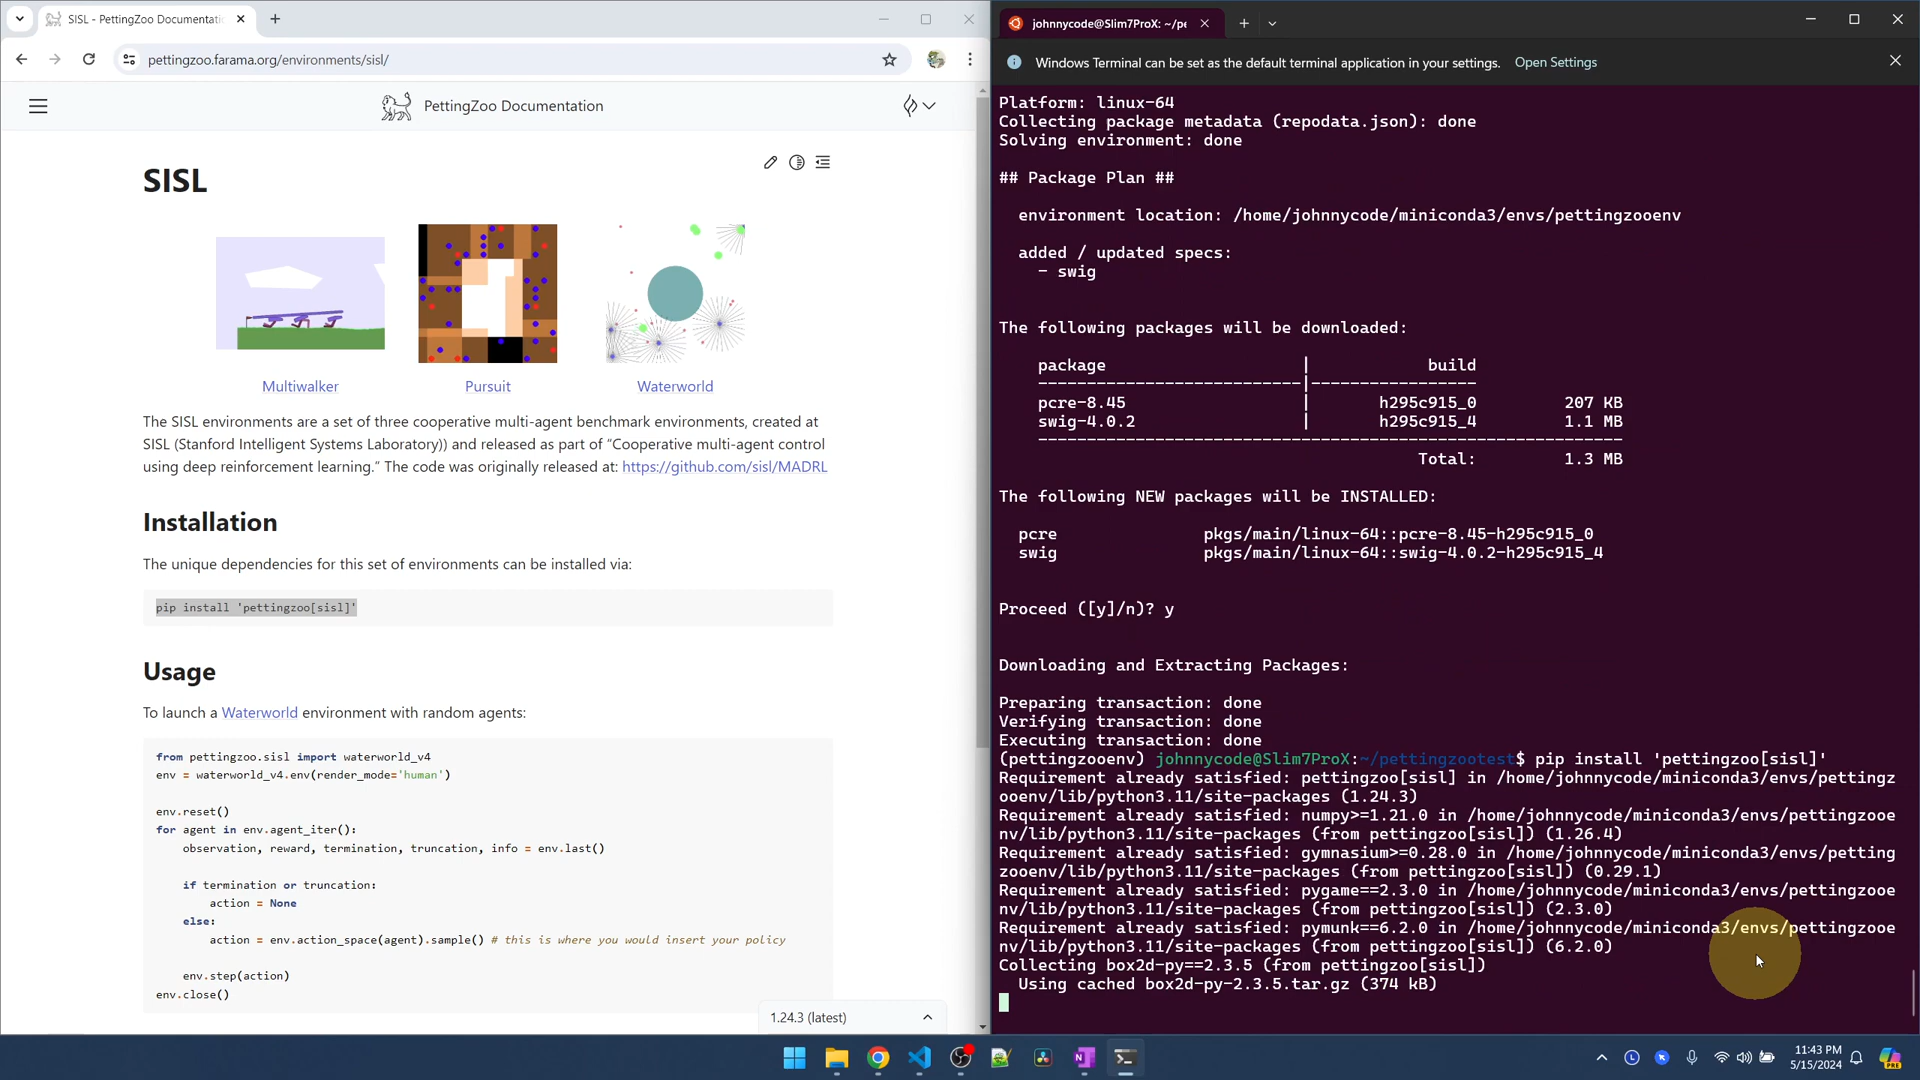 SISL - PettingZoo Documentatio
pettingzoo.farama.org/environments/sisl/
PettingZoo Documentation
SISL
Multiwalker
Pursuit
Waterworld
The SISL environments are a set of three cooperative multi-agent benchmark environments, created at
SISL (Stanford Intelligent Systems Laboratory)) and released as part of “Cooperative multi-agent control
using deep reinforcement learning.” The code was originally released at: https://github.com/sisl/MADRL
Installation
The unique dependencies for this set of environments can be installed via:
pip install 'pettingzoo[sisl]'
Usage
To launch a Waterworld environment with random agents:
from pettingzoo.sisl import waterworld_v4
env = waterworld_v4.env(render_mode='human')
env.reset()
for agent in env.agent_iter():
observation, reward, termination, truncation, info = env.last()
if termination or truncation:
action = None
else:
action = env.action_space(agent).sample() # this is where you would insert your policy
env.step(action)
env.close()
1.24.3 (latest)
johnnycode@Slim7ProX: ~/pe
Windows Terminal can be set as the default terminal application in your settings. Open Settings
Platform: linux-64
Collecting package metadata (repodata.json): done
Solving environment: done
## Package Plan ##
environment location: /home/johnnycode/miniconda3/envs/pettingzooenv
added / updated specs:
- swig
The following packages will be downloaded:
package | build
---------------------------|-----------------
pcre-8.45 | h295c915_0 207 KB
swig-4.0.2 | h295c915_4 1.1 MB
------------------------------------------------------------
Total: 1.3 MB
The following NEW packages will be INSTALLED:
pcre pkgs/main/linux-64::pcre-8.45-h295c915_0
swig pkgs/main/linux-64::swig-4.0.2-h295c915_4
Proceed ([y]/n)? y
Downloading and Extracting Packages:
Preparing transaction: done
Verifying transaction: done
Executing transaction: done
(pettingzooenv) johnnycode@Slim7ProX:~/pettingzootest$ pip install 'pettingzoo[sisl]'
Requirement already satisfied: pettingzoo[sisl] in /home/johnnycode/miniconda3/envs/pettingz
ooenv/lib/python3.11/site-packages (1.24.3)
Requirement already satisfied: numpy>=1.21.0 in /home/johnnycode/miniconda3/envs/pettingzooe
nv/lib/python3.11/site-packages (from pettingzoo[sisl]) (1.26.4)
Requirement already satisfied: gymnasium>=0.28.0 in /home/johnnycode/miniconda3/envs/petting
zooenv/lib/python3.11/site-packages (from pettingzoo[sisl]) (0.29.1)
Requirement already satisfied: pygame==2.3.0 in /home/johnnycode/miniconda3/envs/pettingzooe
nv/lib/python3.11/site-packages (from pettingzoo[sisl]) (2.3.0)
Requirement already satisfied: pymunk==6.2.0 in /home/johnnycode/miniconda3/envs/pettingzooe
nv/lib/python3.11/site-packages (from pettingzoo[sisl]) (6.2.0)
Collecting box2d-py==2.3.5 (from pettingzoo[sisl])
Using cached box2d-py-2.3.5.tar.gz (374 kB)
11:43 PM
5/15/2024